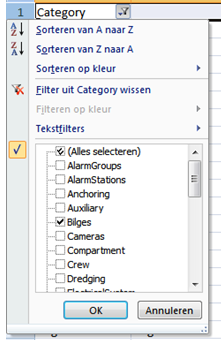 1 Category
Sorteren van A naar Z
Sorteren van Z naar A
Sorteren op kleur
Filter uit Category wissen
Filteren op kleur
Tekstfilters
(Alles selecteren)
AlarmGroups
AlarmStations
Anchoring
Auxiliary
Bilges
Cameras
Compartment
Crew
Dredging
ElectricalSystem
OK Annuleren